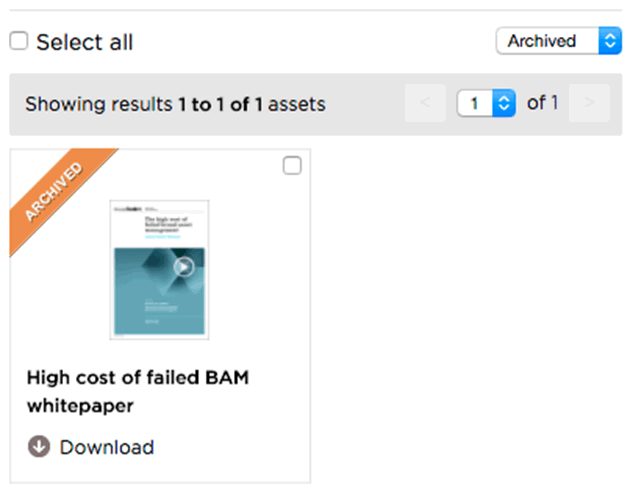 Select all
Archived
Showing results 1 to 1 of 1 assets
< 1 of 1 >
ARCHIVED
The high cost of
failed brand asset
management
High cost of failed BAM
whitepaper
Download